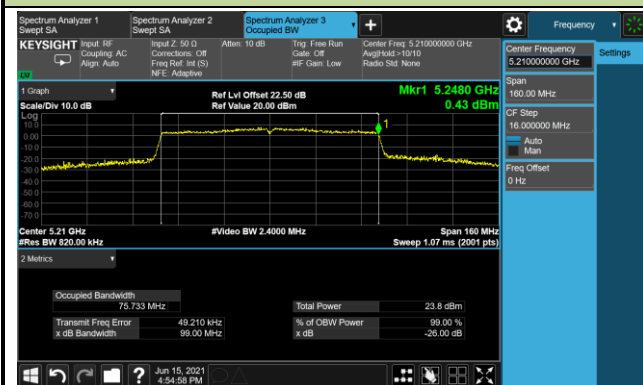 Spectrum Analyzer 1
Swept SA
Spectrum Analyzer 2
Swept SA
Spectrum Analyzer 3
Occupied BW
Frequency
KEYSIGHT
Input: RF
Coupling: AC
Align: Auto
Input Z: 50 Ω
Corrections: Off
Freq Ref: Int (S)
NFE: Adaptive
Atten: 10 dB
Trig: Free Run
Gate: Off
#IF Gain: Low
Center Freq: 5.210000000 GHz
Avg|Hold:>10/10
Radio Std: None
Center Frequency
5.210000000 GHz
Settings
Span
160.00 MHz
CF Step
16.000000 MHz
Auto
Man
Freq Offset
0 Hz
1 Graph
Scale/Div 10.0 dB
Ref Lvl Offset 22.50 dB
Ref Value 20.00 dBm
Mkr1 5.2480 GHz
0.43 dBm
Log
10.0
0.00
-10.0
-20.0
-30.0
-40.0
-50.0
-60.0
-70.0
1
Center 5.21 GHz
#Res BW 820.00 kHz
#Video BW 2.4000 MHz
Span 160 MHz
Sweep 1.07 ms (2001 pts)
2 Metrics
Occupied Bandwidth
75.733 MHz
Total Power
23.8 dBm
Transmit Freq Error
49.210 kHz
% of OBW Power
99.00 %
x dB Bandwidth
99.00 MHz
x dB
-26.00 dB
Jun 15, 2021
4:54:58 PM